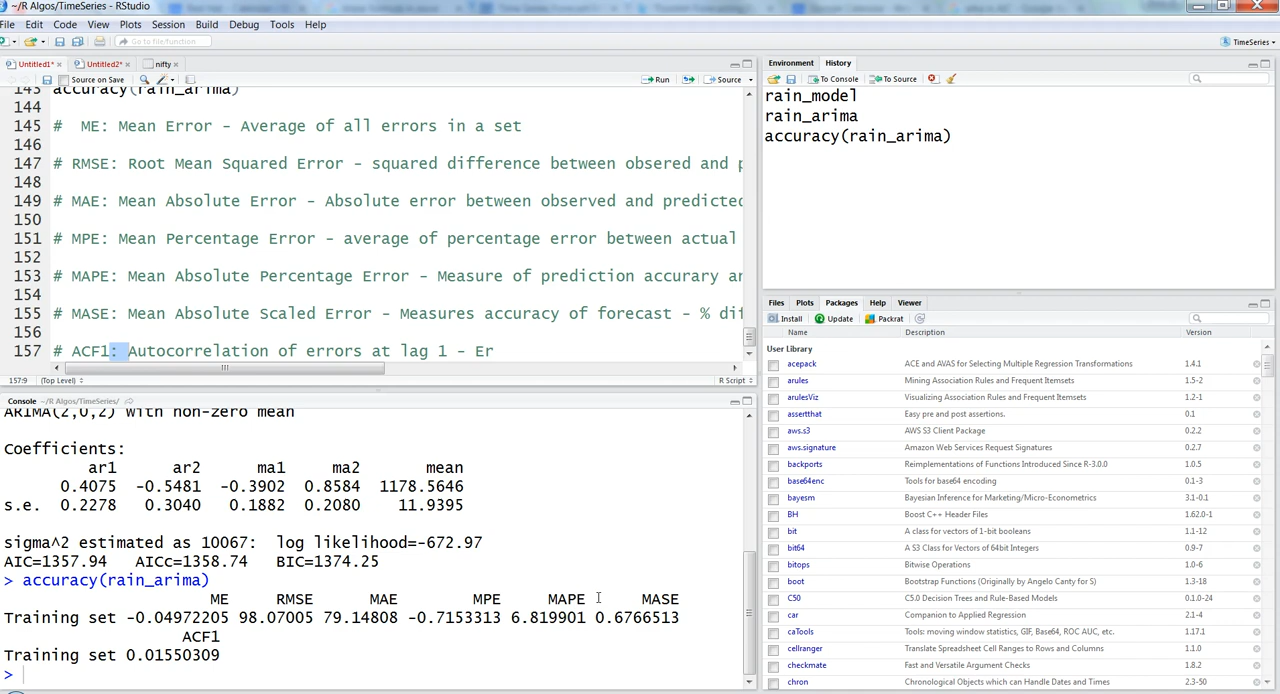 ~/R Algos/TimeSeries - RStudio
File Edit Code View Plots Session Build Debug Tools Help
Go to file/function
TimeSeries
Untitled1* Untitled2* nifty
Source on Save Run Source
143 accuracy(rain_arima)
144
145 #  ME: Mean Error - Average of all errors in a set
146
147 # RMSE: Root Mean Squared Error - squared difference between obsered and p
148
149 # MAE: Mean Absolute Error - Absolute error between observed and predicted
150
151 # MPE: Mean Percentage Error - average of percentage error between actual
152
153 # MAPE: Mean Absolute Percentage Error - Measure of prediction accurary an
154
155 # MASE: Mean Absolute Scaled Error - Measures accuracy of forecast - % dif
156
157 # ACF1: Autocorrelation of errors at lag 1 - Er
157:9 (Top Level) R Script
Console ~/R Algos/TimeSeries/
ARIMA(2,0,2) with non-zero mean
Coefficients:
ar1 ar2 ma1 ma2 mean
0.4075 -0.5481 -0.3902 0.8584 1178.5646
s.e. 0.2278 0.3040 0.1882 0.2080 11.9395
sigma^2 estimated as 10067: log likelihood=-672.97
AIC=1357.94 AICc=1358.74 BIC=1374.25
> accuracy(rain_arima)
ME RMSE MAE MPE MAPE MASE
Training set -0.04972205 98.07005 79.14808 -0.7153313 6.819901 0.6766513
ACF1
Training set 0.01550309
>
Environment History
To Console To Source
rain_model
rain_arima
accuracy(rain_arima)
Files Plots Packages Help Viewer
Install Update Packrat
Name Description Version
User Library
acepack ACE and AVAS for Selecting Multiple Regression Transformations 1.4.1
arules Mining Association Rules and Frequent Itemsets 1.5-2
arulesViz Visualizing Association Rules and Frequent Itemsets 1.2-1
assertthat Easy pre and post assertions. 0.1
aws.s3 AWS S3 Client Package 0.2.2
aws.signature Amazon Web Services Request Signatures 0.2.7
backports Reimplementations of Functions Introduced Since R-3.0.0 1.0.5
base64enc Tools for base64 encoding 0.1-3
bayesm Bayesian Inference for Marketing/Micro-Econometrics 3.1-0.1
BH Boost C++ Header Files 1.62.0-1
bit A class for vectors of 1-bit booleans 1.1-12
bit64 A S3 Class for Vectors of 64bit Integers 0.9-7
bitops Bitwise Operations 1.0-6
boot Bootstrap Functions (Originally by Angelo Canty for S) 1.3-18
C50 C5.0 Decision Trees and Rule-Based Models 0.1.0-24
car Companion to Applied Regression 2.1-4
caTools Tools: moving window statistics, GIF, Base64, ROC AUC, etc. 1.17.1
cellranger Translate Spreadsheet Cell Ranges to Rows and Columns 1.1.0
checkmate Fast and Versatile Argument Checks 1.8.2
chron Chronological Objects which can Handle Dates and Times 2.3-50